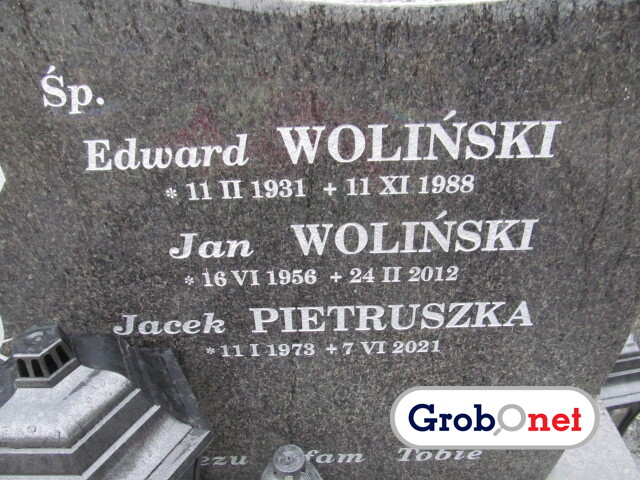 Śp.
Edward WOLIŃSKI
* 11 II 1931 + 11 XI 1988
Jan WOLIŃSKI
* 16 VI 1956 + 24 II 2012
Jacek PIETRUSZKA
* 11 I 1973 + 7 VI 2021
Tobie
Grobonet